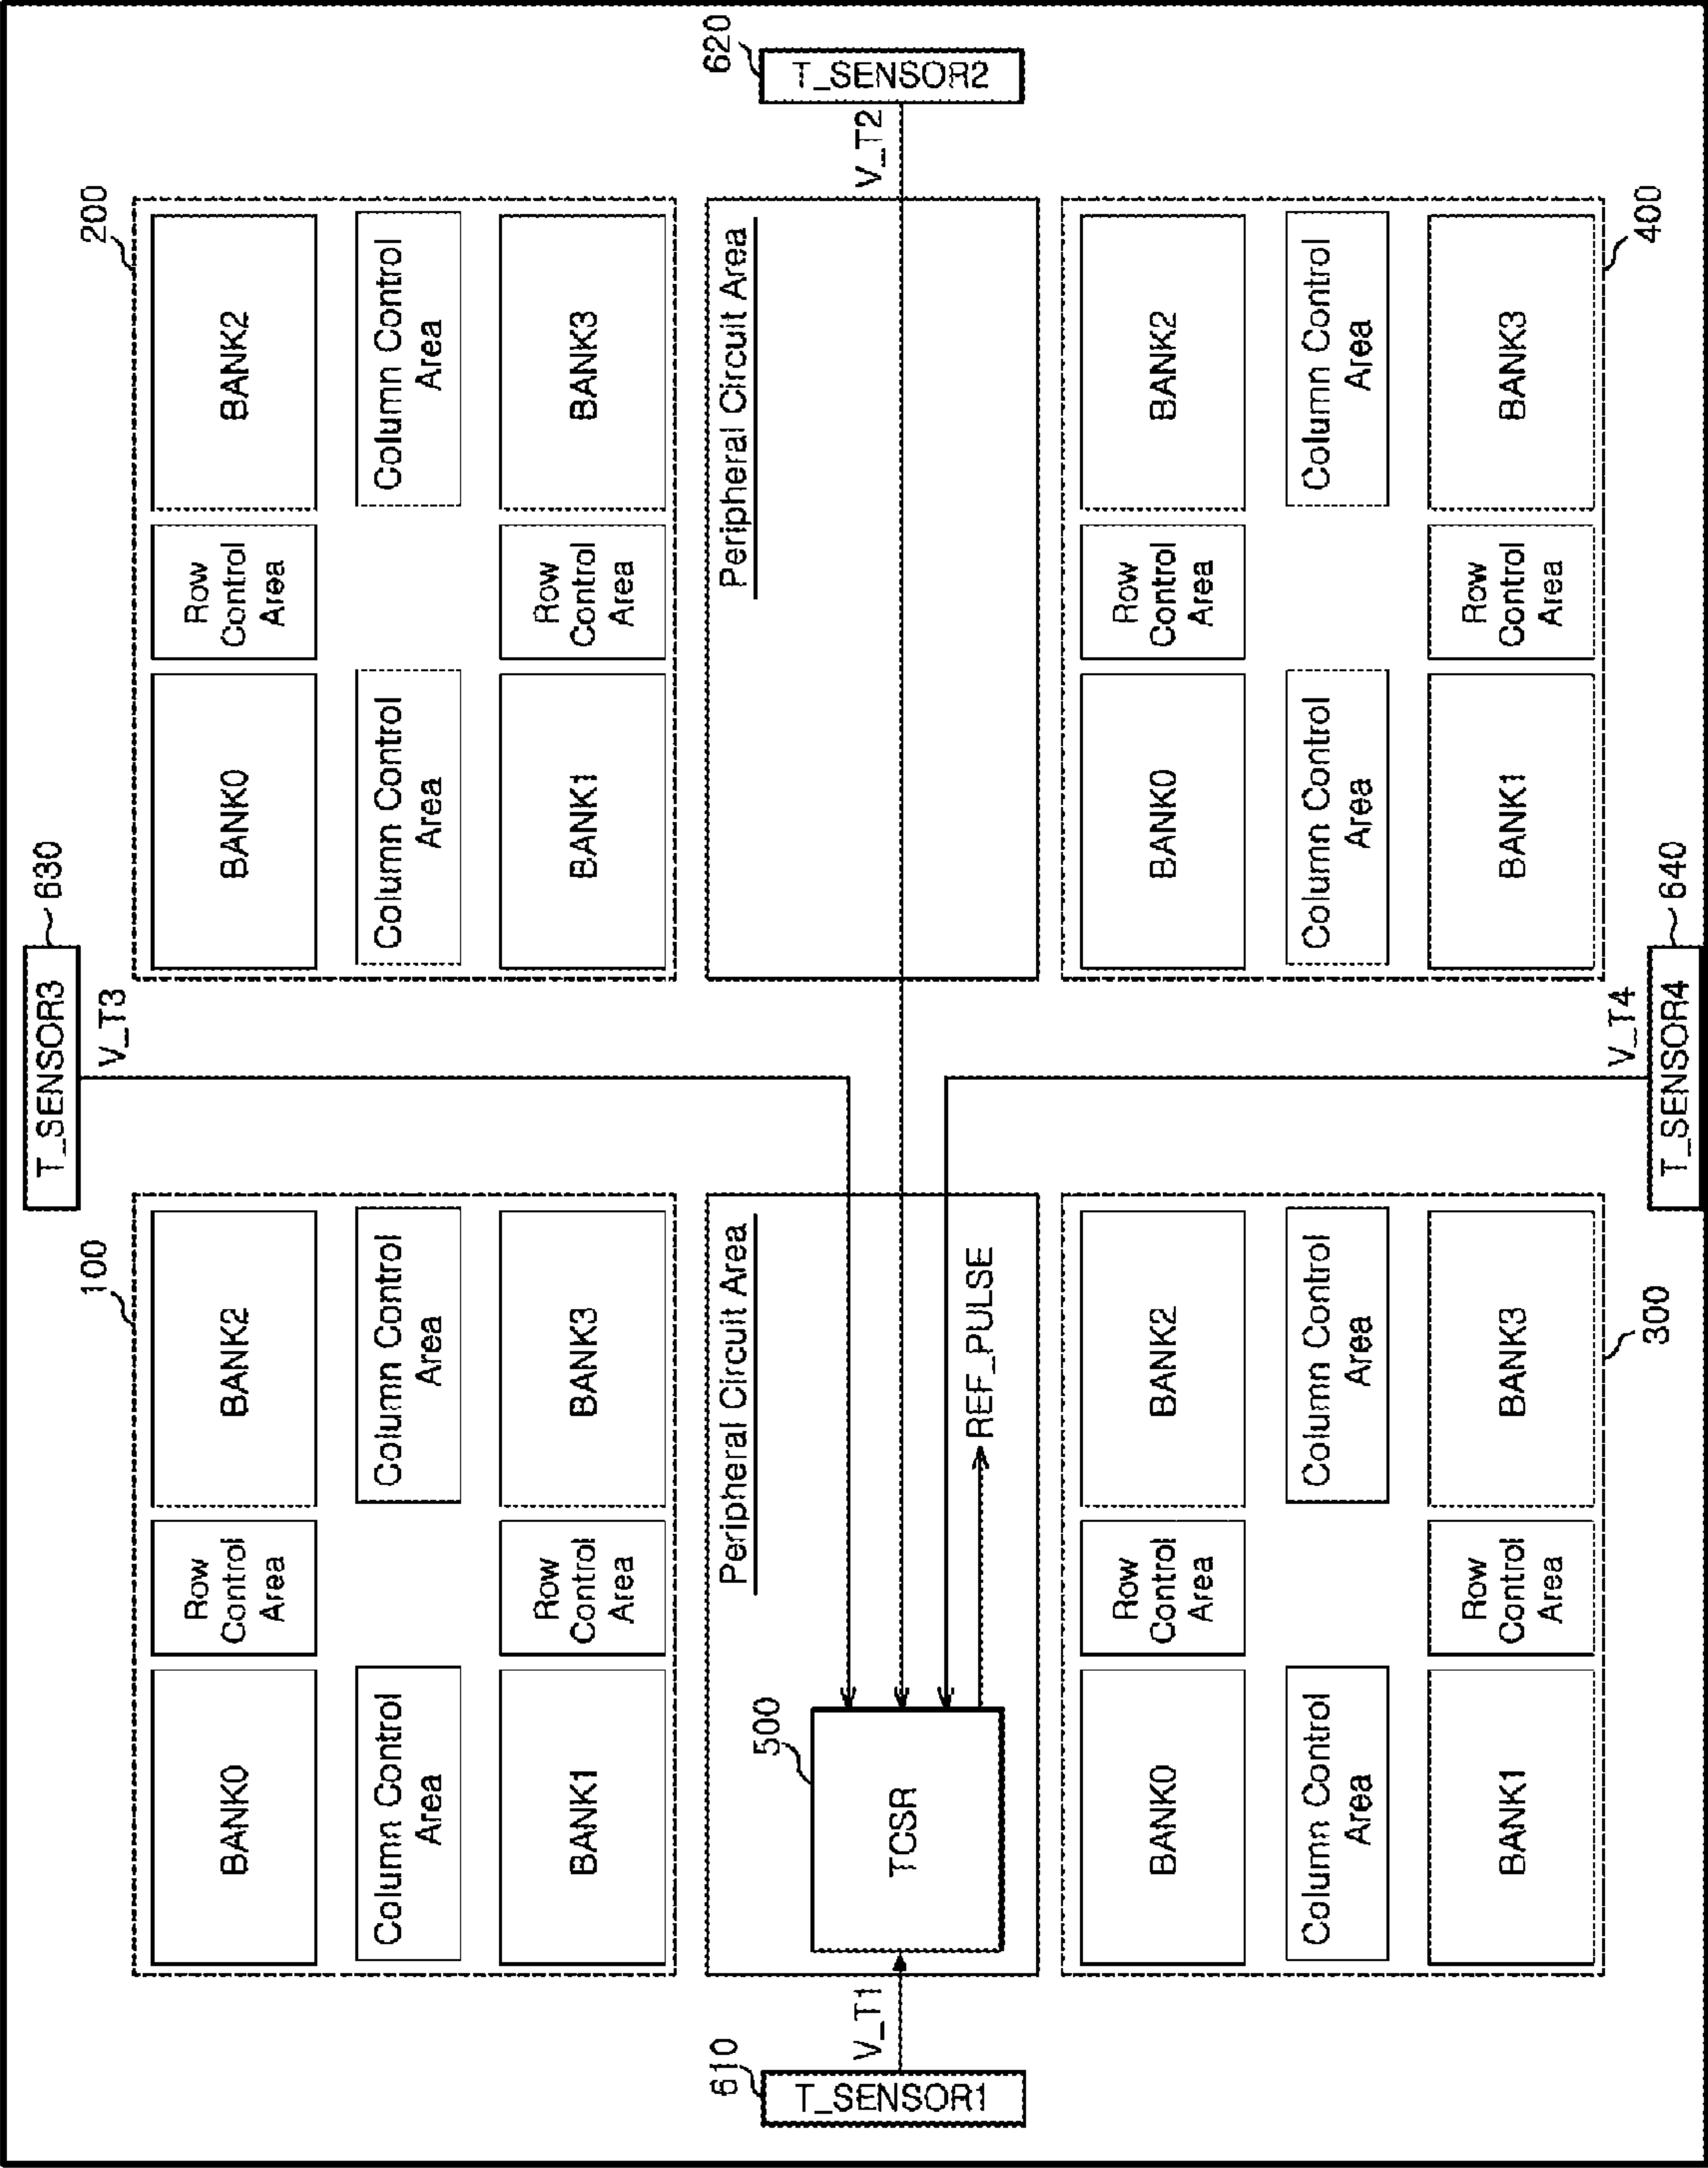 T_SENSOR3
630
V_T3
100
BANK0
Row
Control
Area
BANK2
Column Control
Area
Column Control
Area
BANK1
Row
Control
Area
BANK3
200
BANK0
Row
Control
Area
BANK2
Column Control
Area
Column Control
Area
BANK1
Row
Control
Area
BANK3
610
T_SENSOR1
V_T1
Peripheral Circuit Area
500
TCSR
REF_PULSE
Peripheral Circuit Area
V_T2
620
T_SENSOR2
BANK0
Row
Control
Area
BANK2
Column Control
Area
Column Control
Area
BANK1
Row
Control
Area
BANK3
300
BANK0
Row
Control
Area
BANK2
Column Control
Area
Column Control
Area
BANK1
Row
Control
Area
BANK3
400
V_T4
T_SENSOR4
640